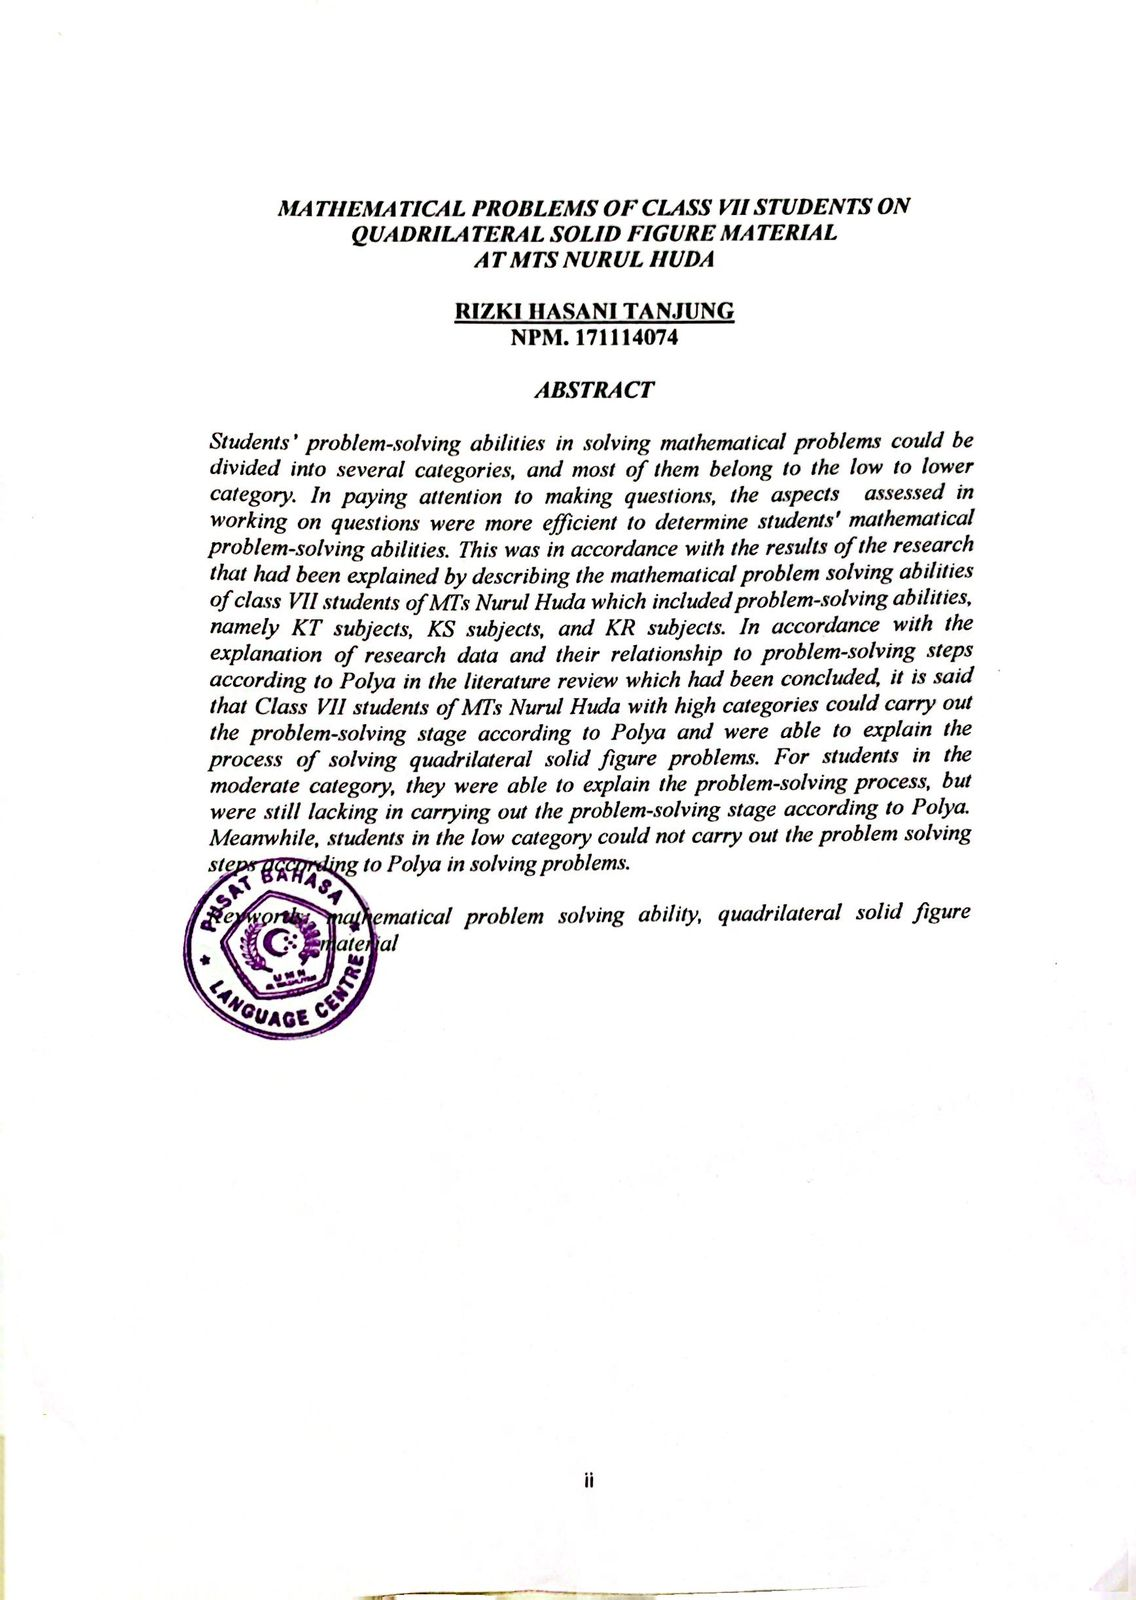 MATHEMATICAL PROBLEMS OF CLASS VII STUDENTS ON
QUADRILATERAL SOLID FIGURE MATERIAL
AT MTS NURUL HUDA
RIZKI HASANI TANJUNG
NPM. 171114074
ABSTRACT
Students' problem-solving abilities in solving mathematical problems could be
divided into several categories, and most of them belong to the low to lower
category. In paying attention to making questions, the aspects assessed in
working on questions were more efficient to determine students' mathematical
problem-solving abilities. This was in accordance with the results of the research
that had been explained by describing the mathematical problem solving abilities
of class VII students of MTs Nurul Huda which included problem-solving abilities,
namely KT subjects, KS subjects, and KR subjects. In accordance with the
explanation of research data and their relationship to problem-solving steps
according to Polya in the literature review which had been concluded, it is said
that Class VII students of MTs Nurul Huda with high categories could carry out
the problem-solving stage according to Polya and were able to explain the
process of solving quadrilateral solid figure problems. For students in the
moderate category, they were able to explain the problem-solving process, but
were still lacking in carrying out the problem-solving stage according to Polya.
Meanwhile, students in the low category could not carry out the problem solving
steps according to Polya in solving problems.
Keywords: mathematical problem solving ability, quadrilateral solid figure
material
PUSAT BAHASA
UMN
LANGUAGE CENTRE
ii